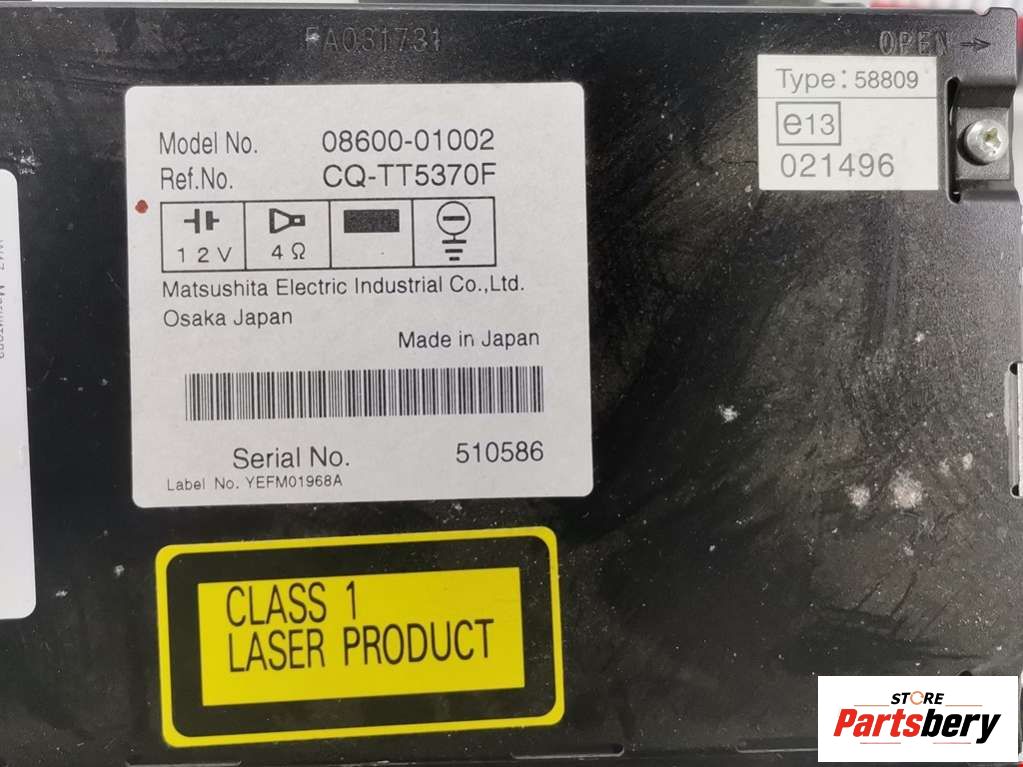 FA031731
OPEN →
Type: 58809
e13
021496
Model No. 08600-01002
Ref.No. CQ-TT5370F
12V 4Ω
Matsushita Electric Industrial Co.,Ltd.
Osaka Japan
Made in Japan
Serial No. 510586
Label No. YEFM01968A
CLASS 1
LASER PRODUCT
STORE
Partsbery